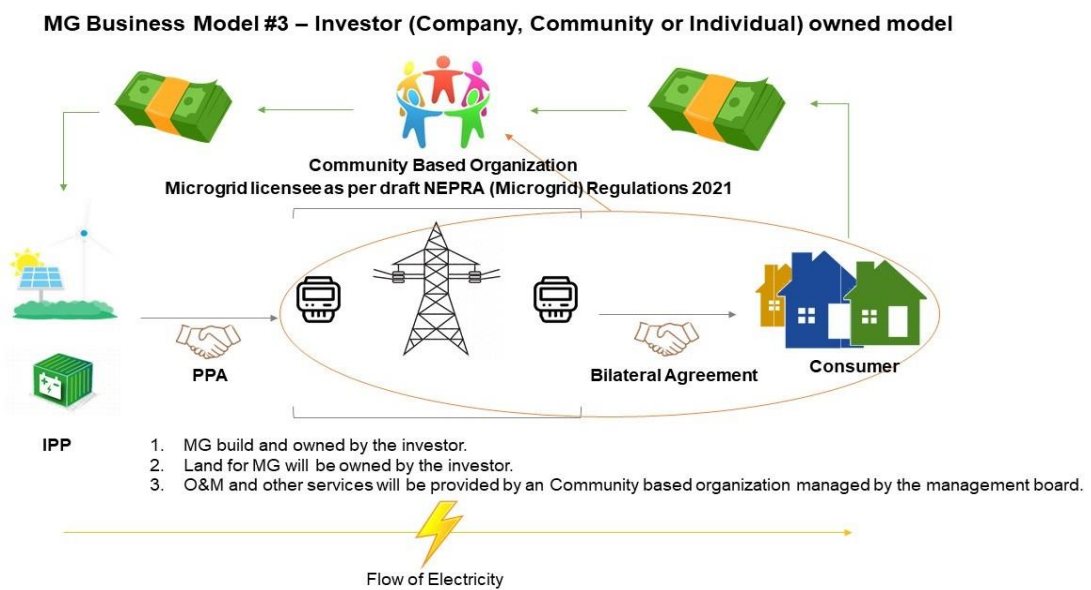 MG Business Model #3 – Investor (Company, Community or Individual) owned model
Community Based Organization
Microgrid licensee as per draft NEPRA (Microgrid) Regulations 2021
PPA
Bilateral Agreement
Consumer
IPP
1. MG build and owned by the investor.
2. Land for MG will be owned by the investor.
3. O&M and other services will be provided by an Community based organization managed by the management board.
Flow of Electricity